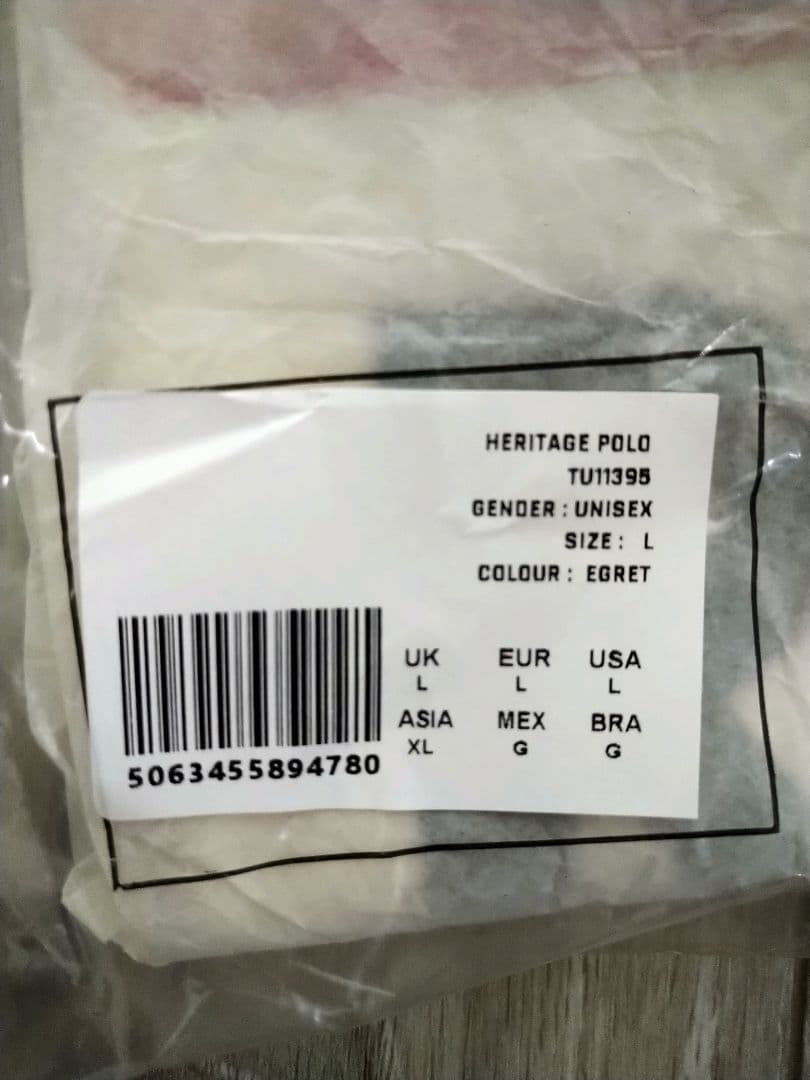 HERITAGE POLO
TU11395
GENDER : UNISEX
SIZE : L
COLOUR : EGRET
UK EUR USA
L L L
ASIA MEX BRA
XL G G
5063455894780